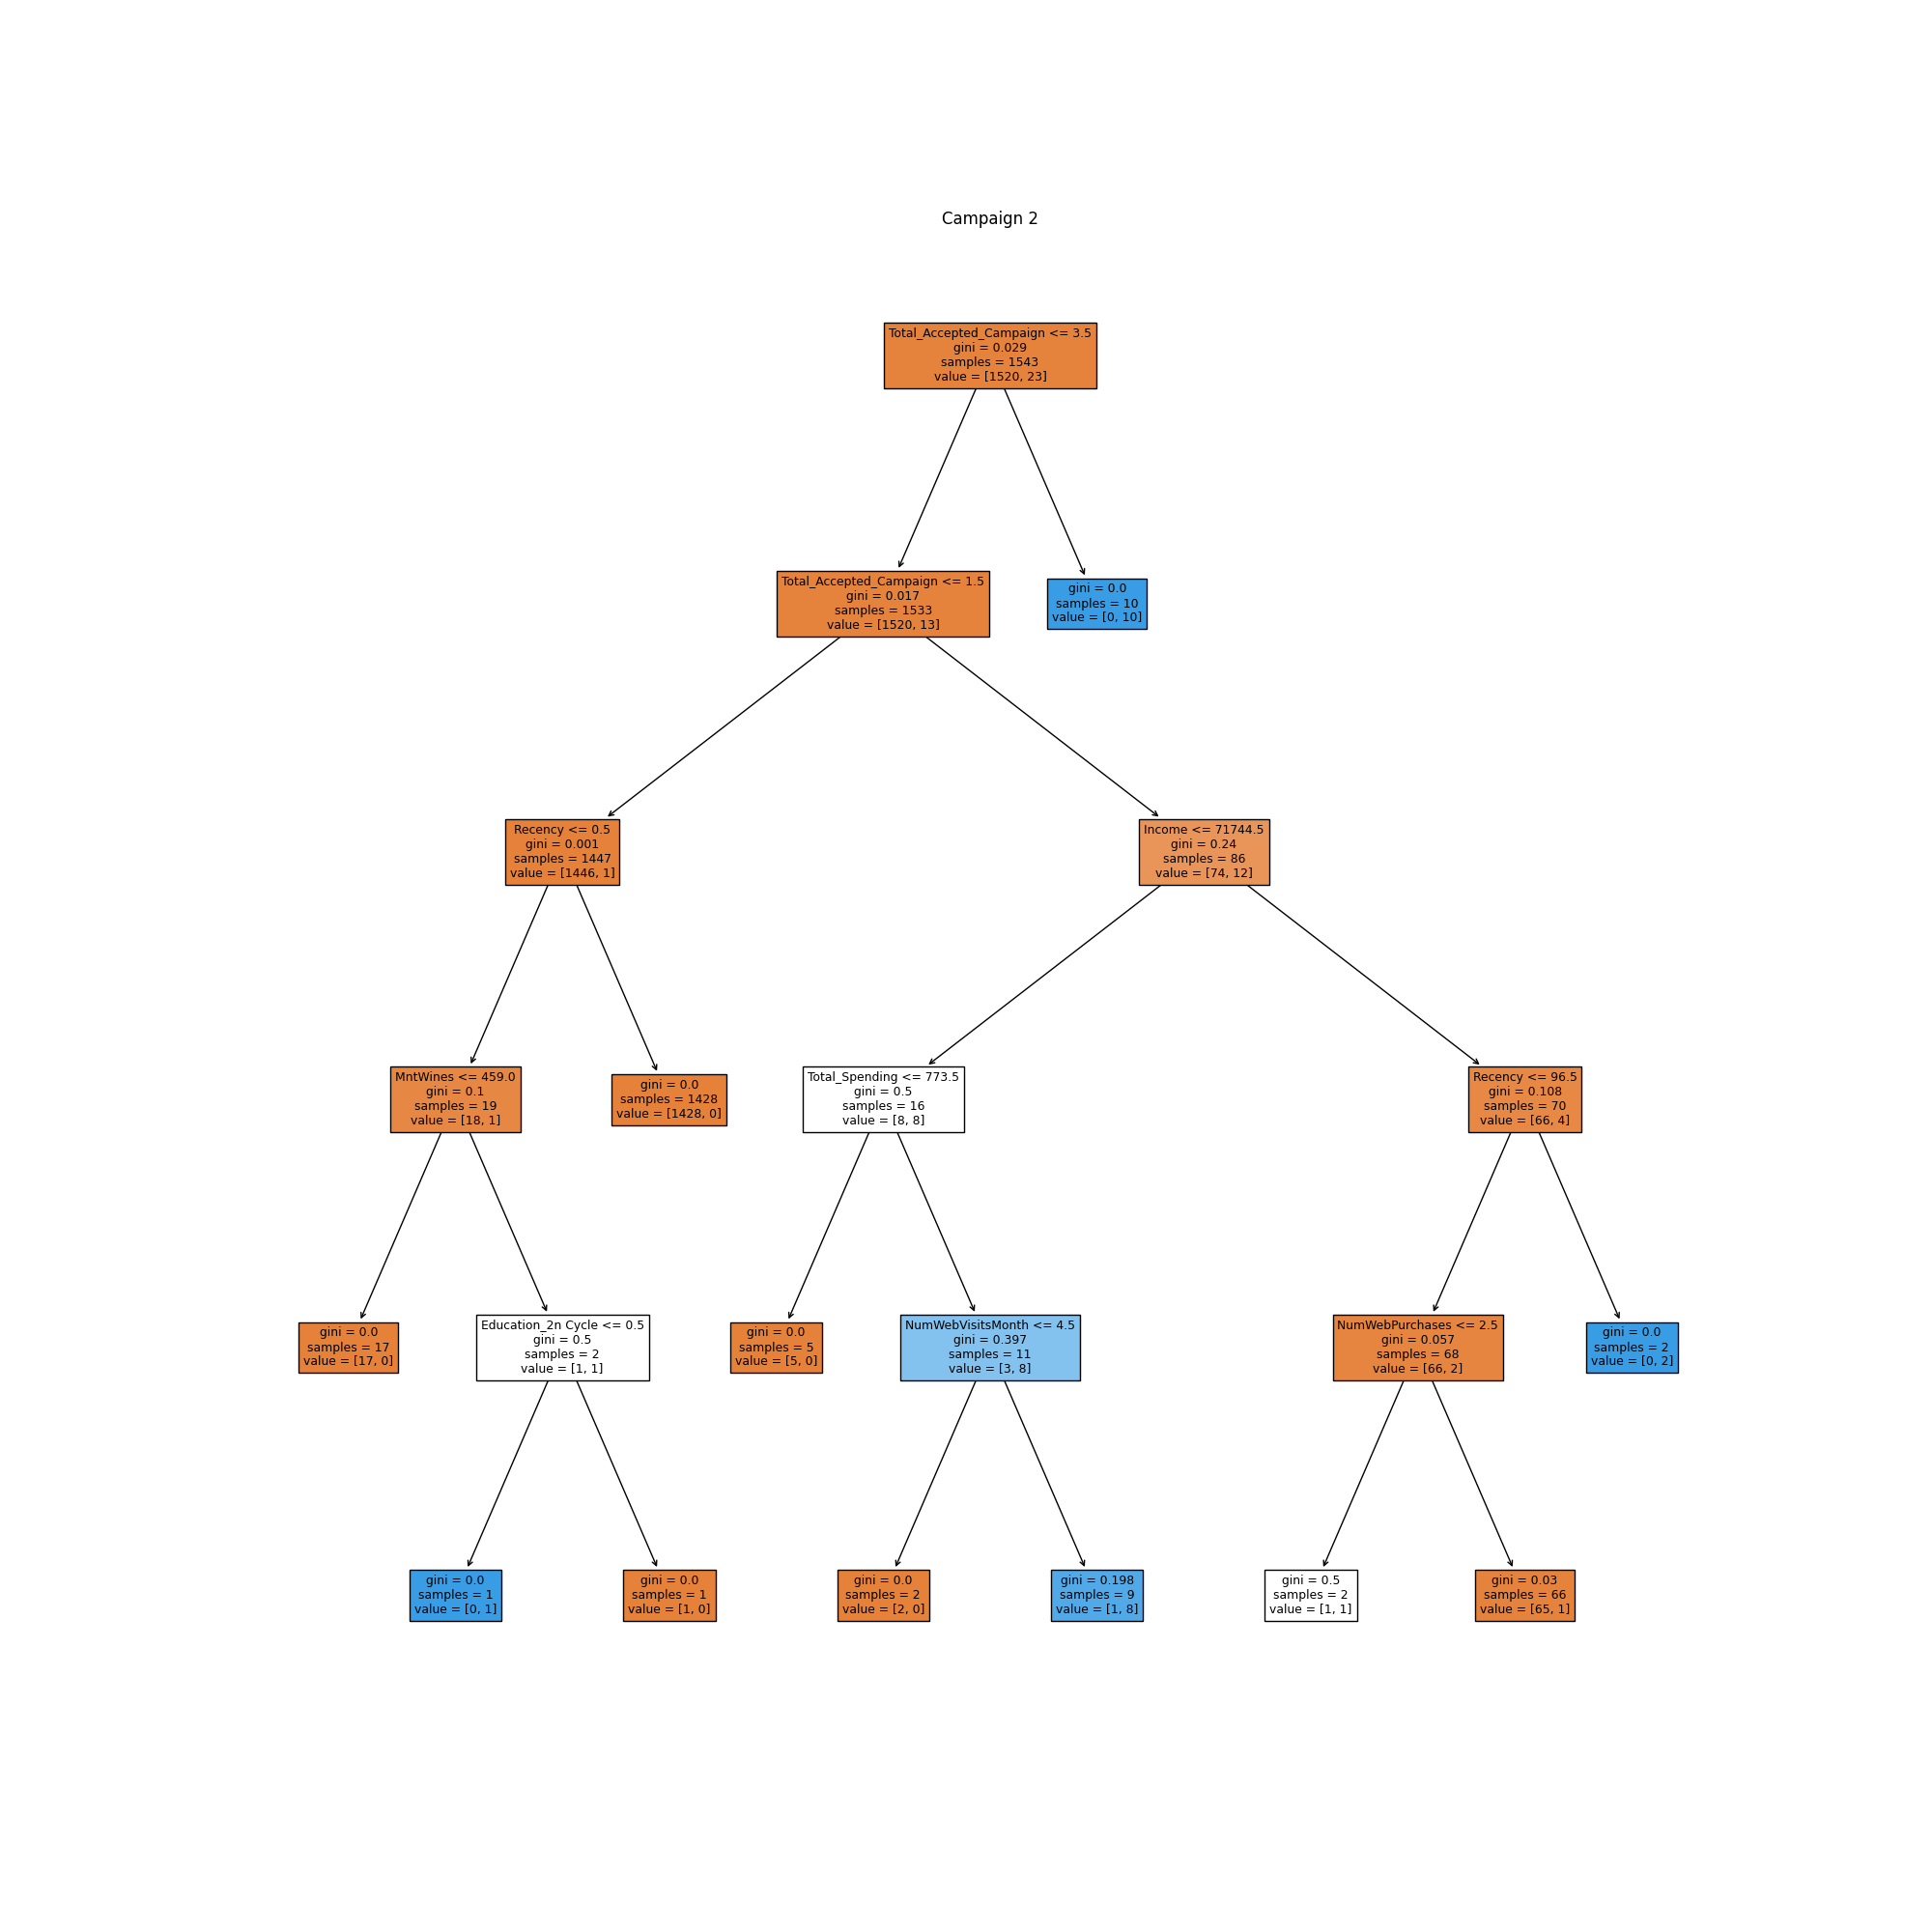 Campaign 2
Total_Accepted_Campaign <= 3.5
gini = 0.029
samples = 1543
value = [1520, 23]
Total_Accepted_Campaign <= 1.5
gini = 0.017
samples = 1533
value = [1520, 13]
gini = 0.0
samples = 10
value = [0, 10]
Recency <= 0.5
gini = 0.001
samples = 1447
value = [1446, 1]
Income <= 71744.5
gini = 0.24
samples = 86
value = [74, 12]
MntWines <= 459.0
gini = 0.1
samples = 19
value = [18, 1]
gini = 0.0
samples = 1428
value = [1428, 0]
Total_Spending <= 773.5
gini = 0.5
samples = 16
value = [8, 8]
Recency <= 96.5
gini = 0.108
samples = 70
value = [66, 4]
gini = 0.0
samples = 17
value = [17, 0]
Education_2n Cycle <= 0.5
gini = 0.5
samples = 2
value = [1, 1]
gini = 0.0
samples = 5
value = [5, 0]
NumWebVisitsMonth <= 4.5
gini = 0.397
samples = 11
value = [3, 8]
NumWebPurchases <= 2.5
gini = 0.057
samples = 68
value = [66, 2]
gini = 0.0
samples = 2
value = [0, 2]
gini = 0.0
samples = 1
value = [0, 1]
gini = 0.0
samples = 1
value = [1, 0]
gini = 0.0
samples = 2
value = [2, 0]
gini = 0.198
samples = 9
value = [1, 8]
gini = 0.5
samples = 2
value = [1, 1]
gini = 0.03
samples = 66
value = [65, 1]